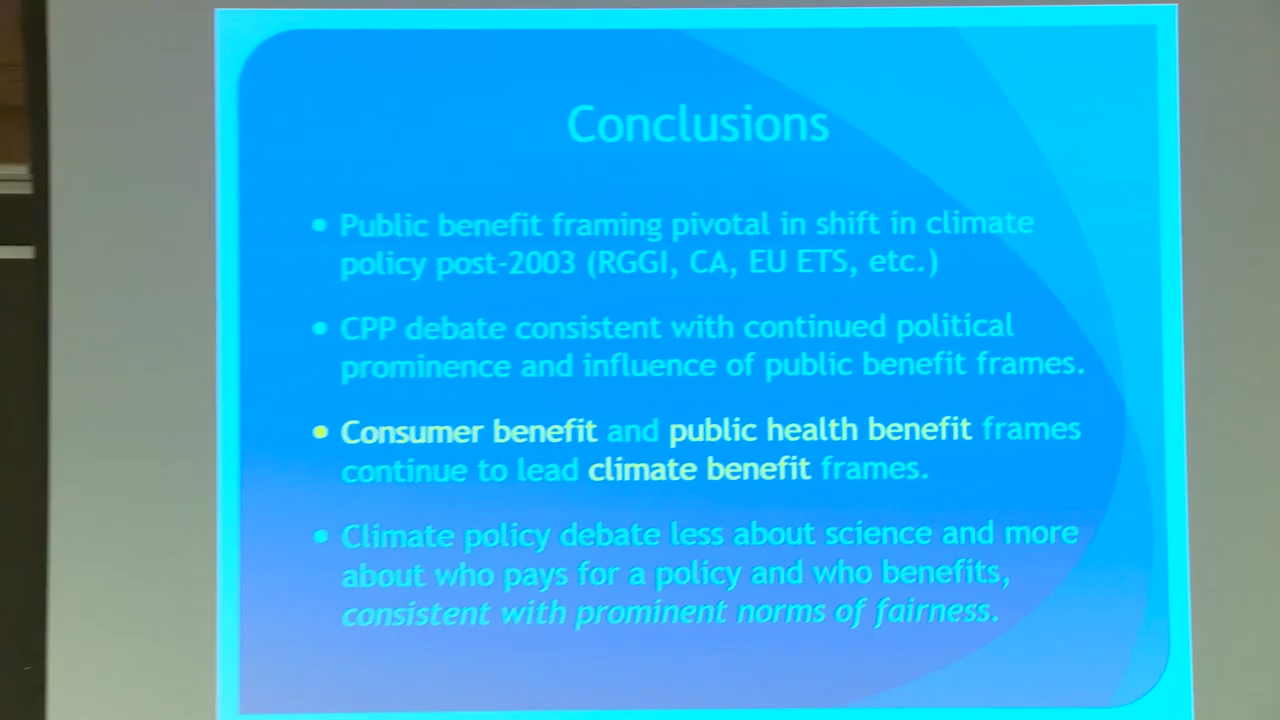 Conclusions
• Public benefit framing pivotal in shift in climate
policy post-2003 (RGGI, CA, EU ETS, etc.)
• CPP debate consistent with continued political
prominence and influence of public benefit frames.
• Consumer benefit and public health benefit frames
continue to lead climate benefit frames.
• Climate policy debate less about science and more
about who pays for a policy and who benefits,
consistent with prominent norms of fairness.